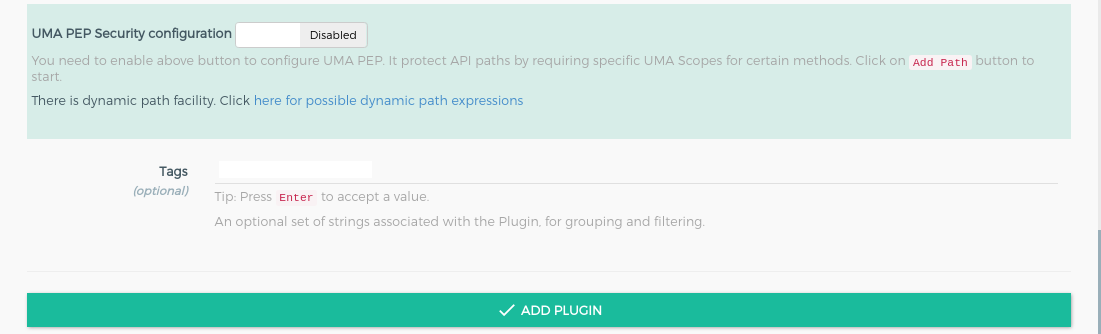 UMA PEP Security configuration Disabled
You need to enable above button to configure UMA PEP. It protect API paths by requiring specific UMA Scopes for certain methods. Click on Add Path button to
start.
There is dynamic path facility. Click here for possible dynamic path expressions
Tags
(optional)
Tip: Press Enter to accept a value.
An optional set of strings associated with the Plugin, for grouping and filtering.
ADD PLUGIN